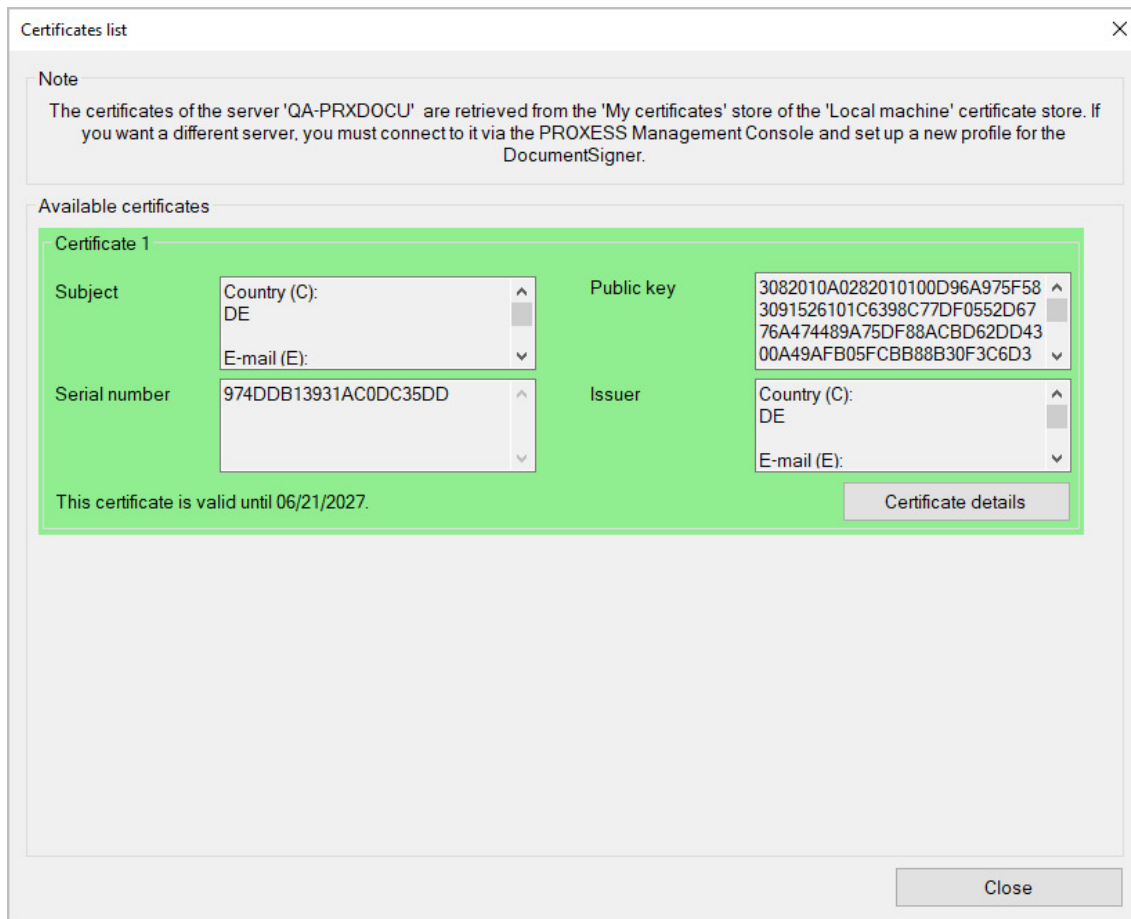 Certificates list
Note
The certificates of the server 'QA-PRXDOCU' are retrieved from the 'My certificates' store of the 'Local machine' certificate store. If
you want a different server, you must connect to it via the PROXESS Management Console and set up a new profile for the
DocumentSigner.
Available certificates
Certificate 1
Subject
Country (C):
DE
E-mail (E):
Public key
3082010A0282010100D96A975F58
3091526101C6398C77DF0552D67
76A474489A75DF88ACBD62DD43
00A49AFB05FCBB88B30F3C6D3
Serial number
974DDB13931AC0DC35DD
Issuer
Country (C):
DE
E-mail (E):
This certificate is valid until 06/21/2027.
Certificate details
Close